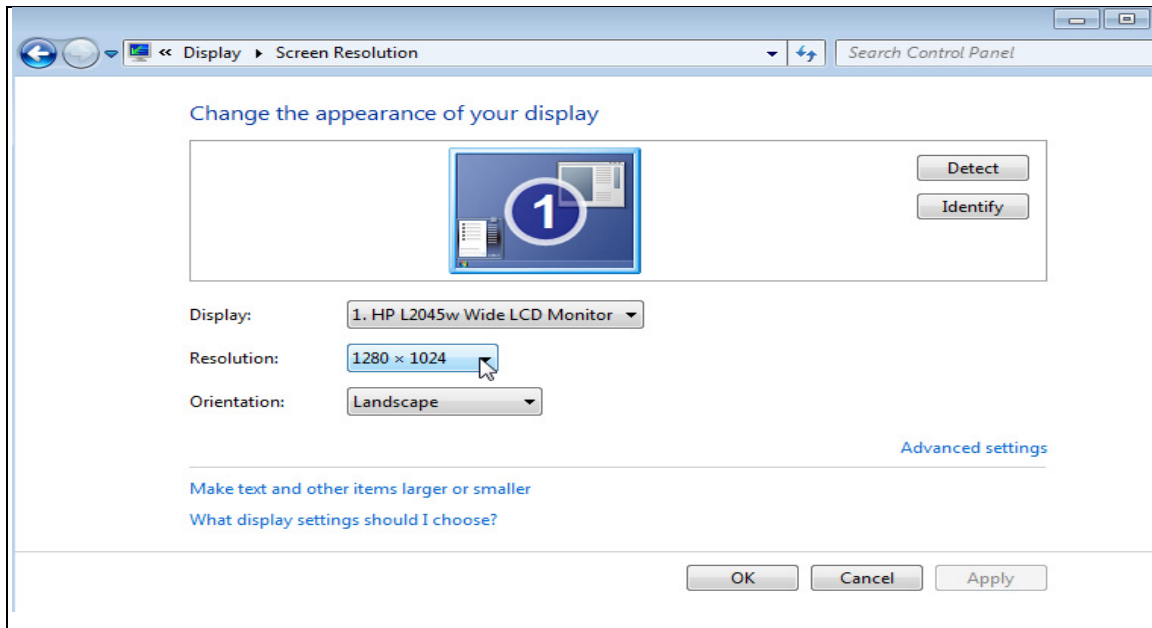 « Display ▸ Screen Resolution Search Control Panel
Change the appearance of your display
1
Detect
Identify
Display: 1. HP L2045w Wide LCD Monitor
Resolution: 1280 × 1024
Orientation: Landscape
Advanced settings
Make text and other items larger or smaller
What display settings should I choose?
OK Cancel Apply